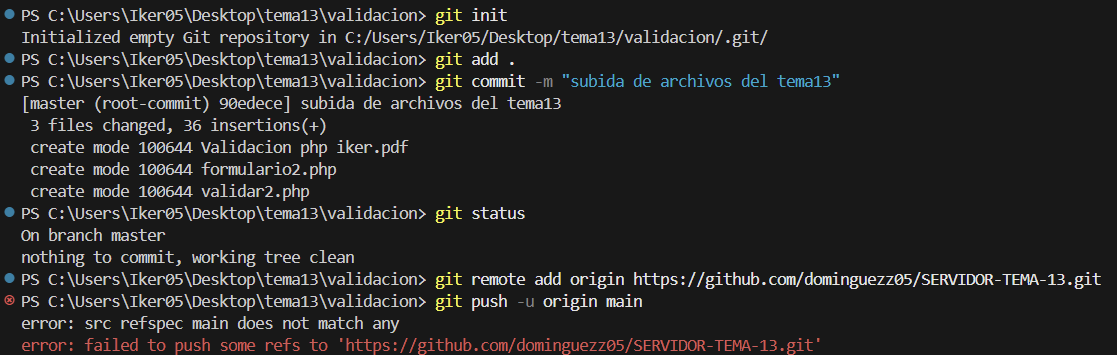 PS C:\Users\Iker05\Desktop\tema13\validacion> git init
Initialized empty Git repository in C:/Users/Iker05/Desktop/tema13/validacion/.git/
PS C:\Users\Iker05\Desktop\tema13\validacion> git add .
PS C:\Users\Iker05\Desktop\tema13\validacion> git commit -m "subida de archivos del tema13"
[master (root-commit) 90edece] subida de archivos del tema13
 3 files changed, 36 insertions(+)
 create mode 100644 Validacion php iker.pdf
 create mode 100644 formulario2.php
 create mode 100644 validar2.php
PS C:\Users\Iker05\Desktop\tema13\validacion> git status
On branch master
nothing to commit, working tree clean
PS C:\Users\Iker05\Desktop\tema13\validacion> git remote add origin https://github.com/dominguezz05/SERVIDOR-TEMA-13.git
PS C:\Users\Iker05\Desktop\tema13\validacion> git push -u origin main
error: src refspec main does not match any
error: failed to push some refs to 'https://github.com/dominguezz05/SERVIDOR-TEMA-13.git'